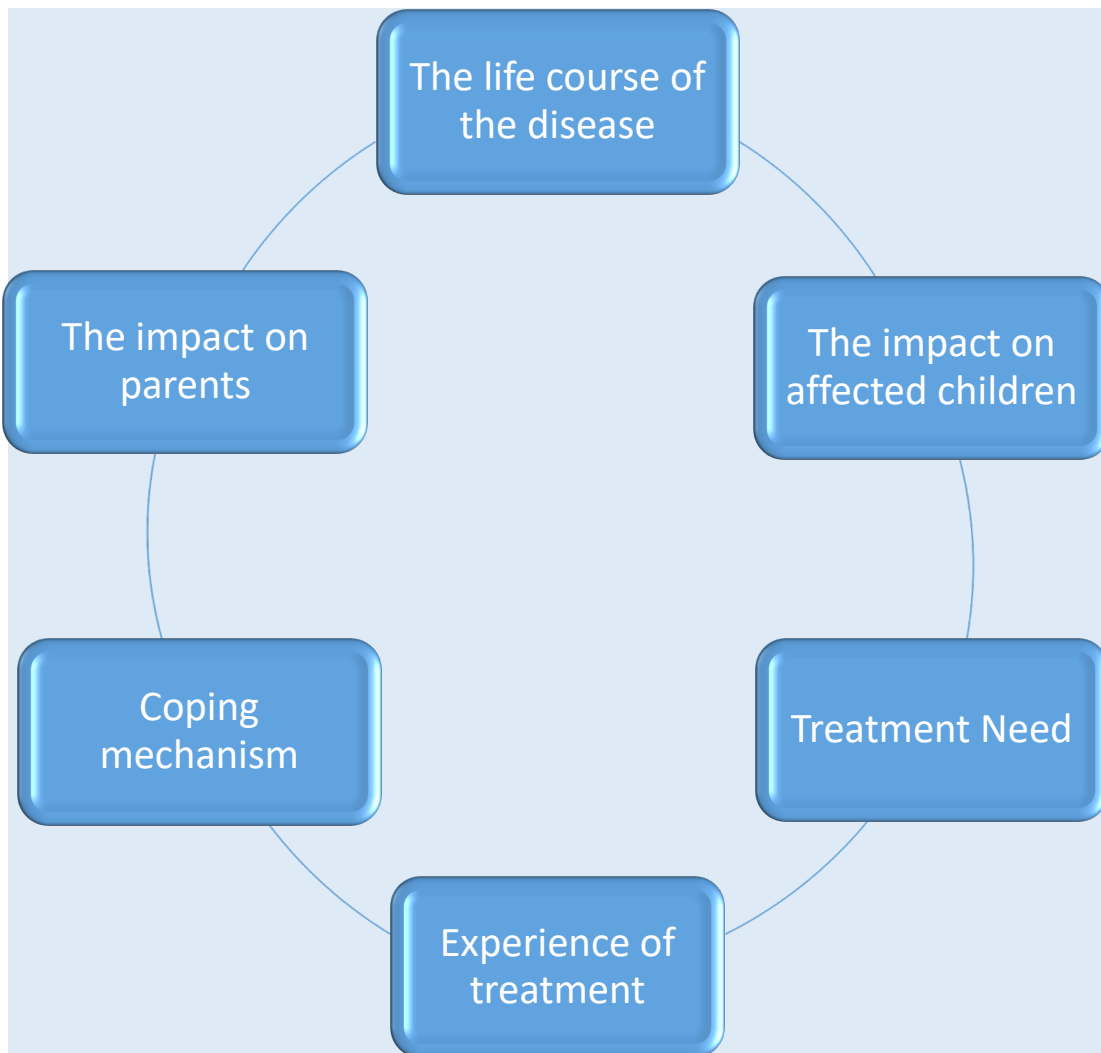 The life course of
the disease
The impact on
affected children
Treatment Need
Experience of
treatment
Coping
mechanism
The impact on
parents